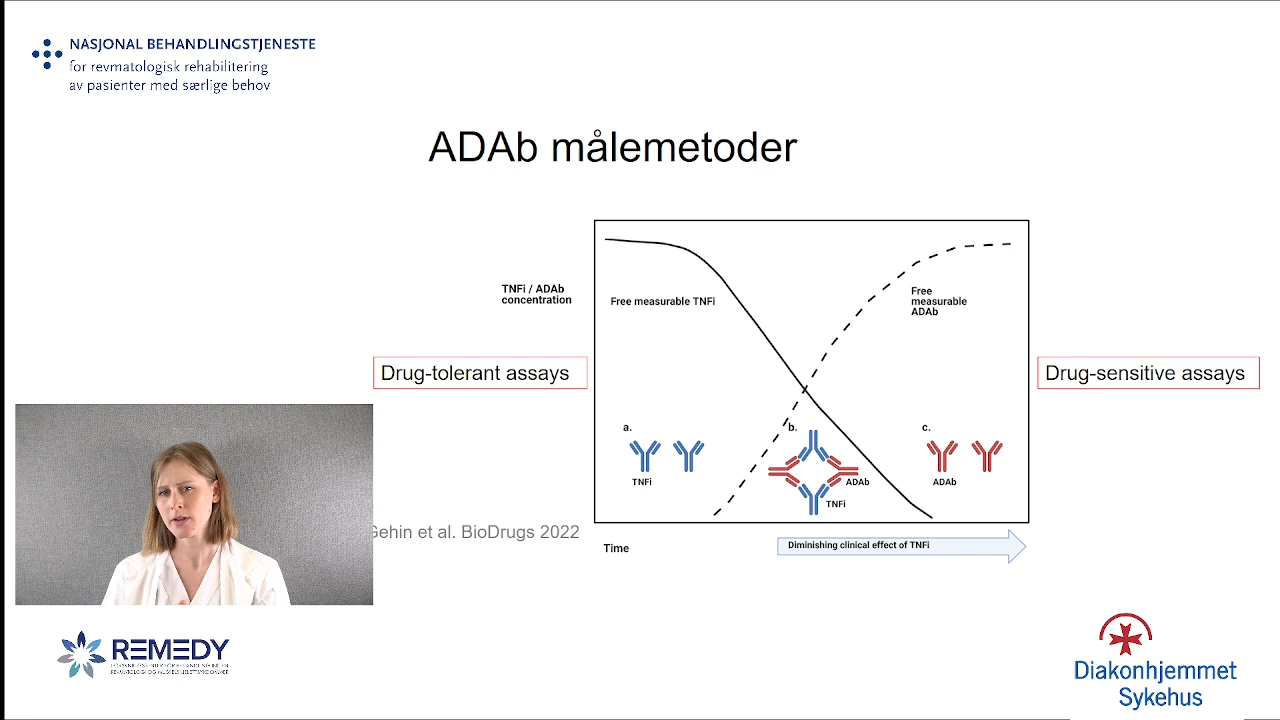 NASJONAL BEHANDLINGSTJENESTE
for revmatologisk rehabilitering
av pasienter med særlige behov
ADAb målemetoder
TNFi / ADAb
concentration
Free measurable TNFi
Free
measurable
ADAb
Drug-tolerant assays
Drug-sensitive assays
a.
b.
c.
TNFi
ADAb
TNFi
ADAb
Gehin et al. BioDrugs 2022
Time
Diminishing clinical effect of TNFi
REMEDY
Diakonhjemmet
Sykehus